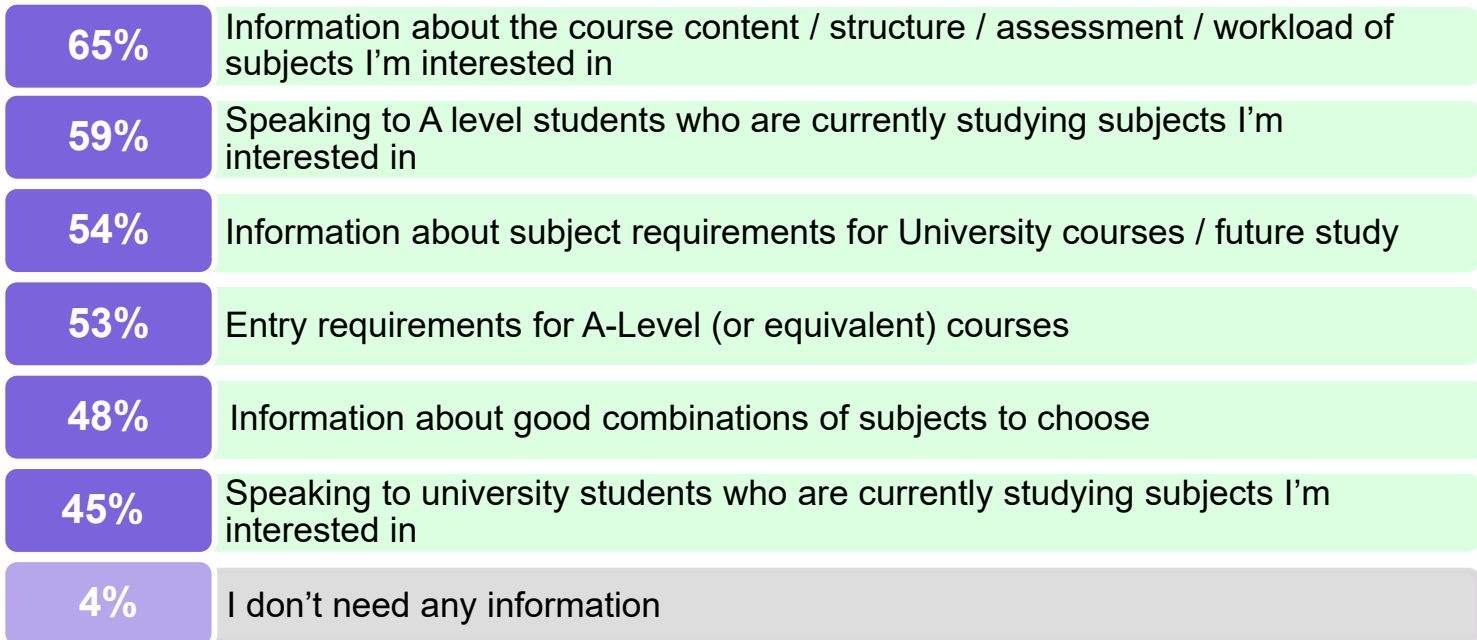 65%
Information about the course content / structure / assessment / workload of
subjects I’m interested in
59%
Speaking to A level students who are currently studying subjects I’m
interested in
54%
Information about subject requirements for University courses / future study
53%
Entry requirements for A-Level (or equivalent) courses
48%
Information about good combinations of subjects to choose
45%
Speaking to university students who are currently studying subjects I’m
interested in
4%
I don’t need any information